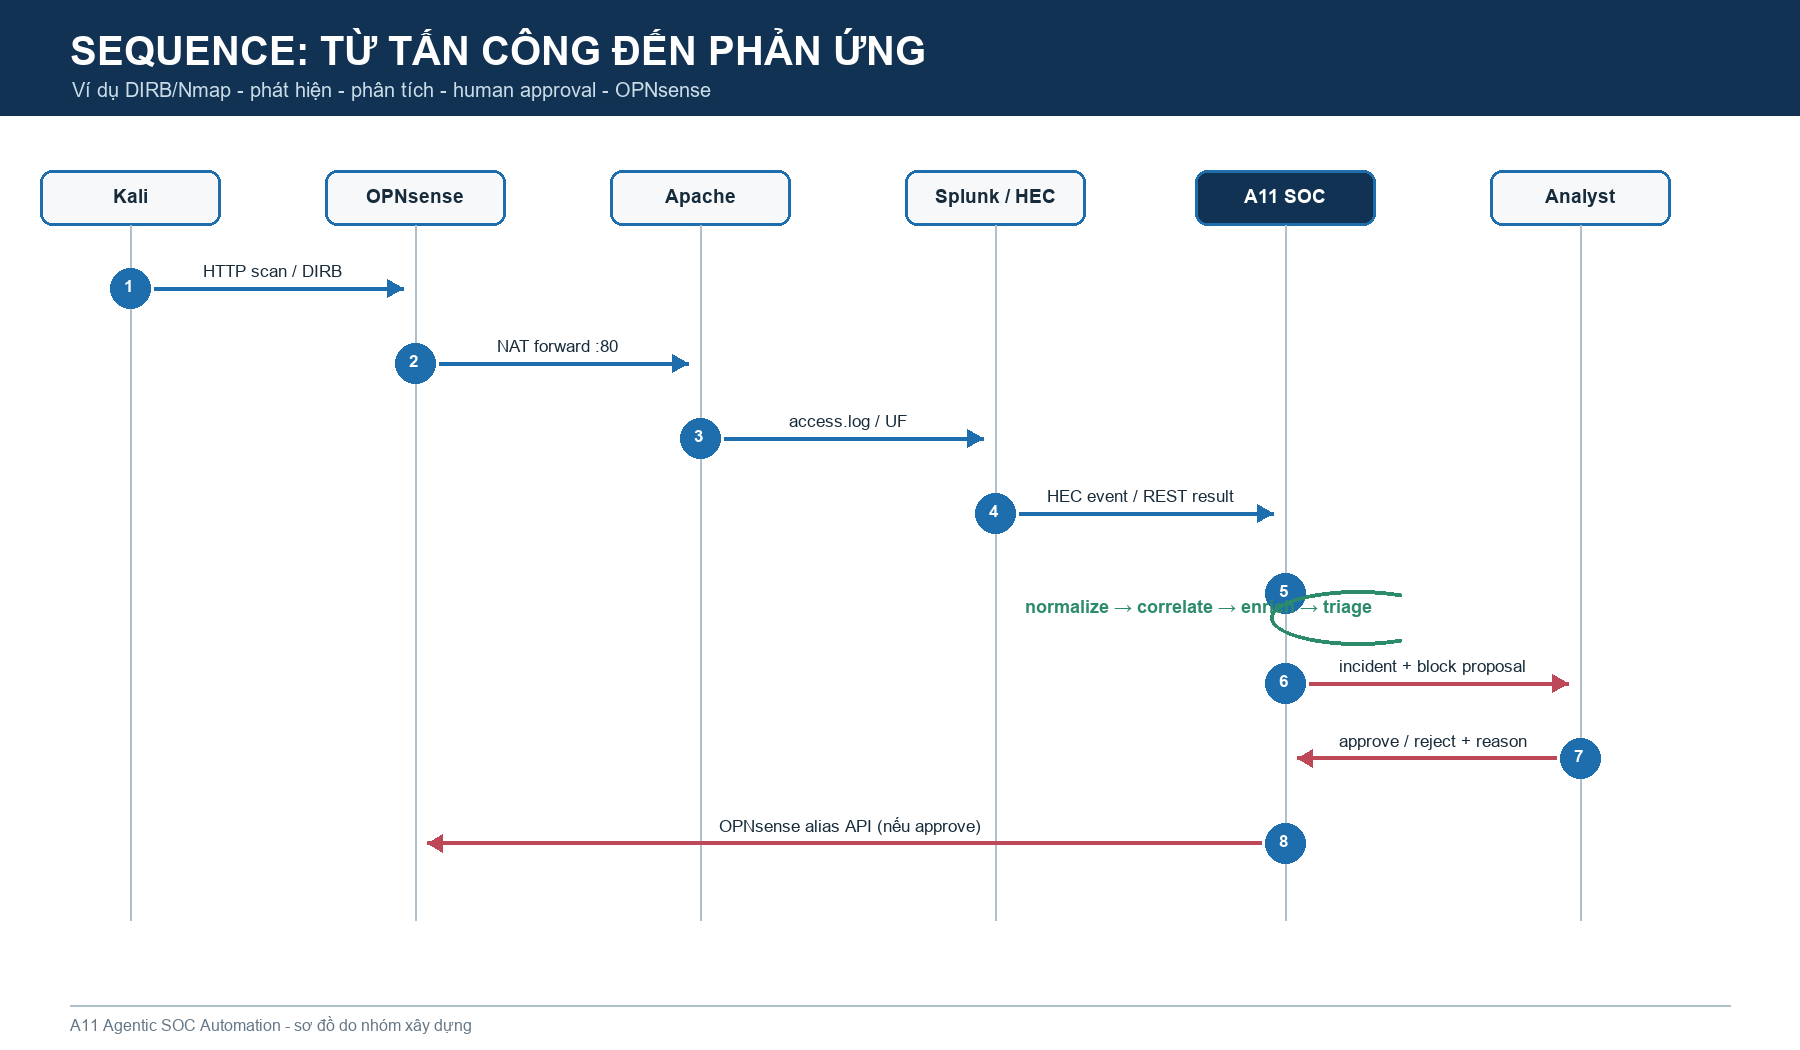 SEQUENCE: TỪ TẤN CÔNG ĐẾN PHẢN ỨNG
Ví dụ DIRB/Nmap - phát hiện - phân tích - human approval - OPNsense
Kali
OPNsense
Apache
Splunk / HEC
A11 SOC
Analyst
HTTP scan / DIRB
1
NAT forward :80
2
access.log / UF
3
HEC event / REST result
4
5
normalize → correlate → enrich → triage
incident + block proposal
6
approve / reject + reason
7
OPNsense alias API (nếu approve)
8
A11 Agentic SOC Automation - sơ đồ do nhóm xây dựng